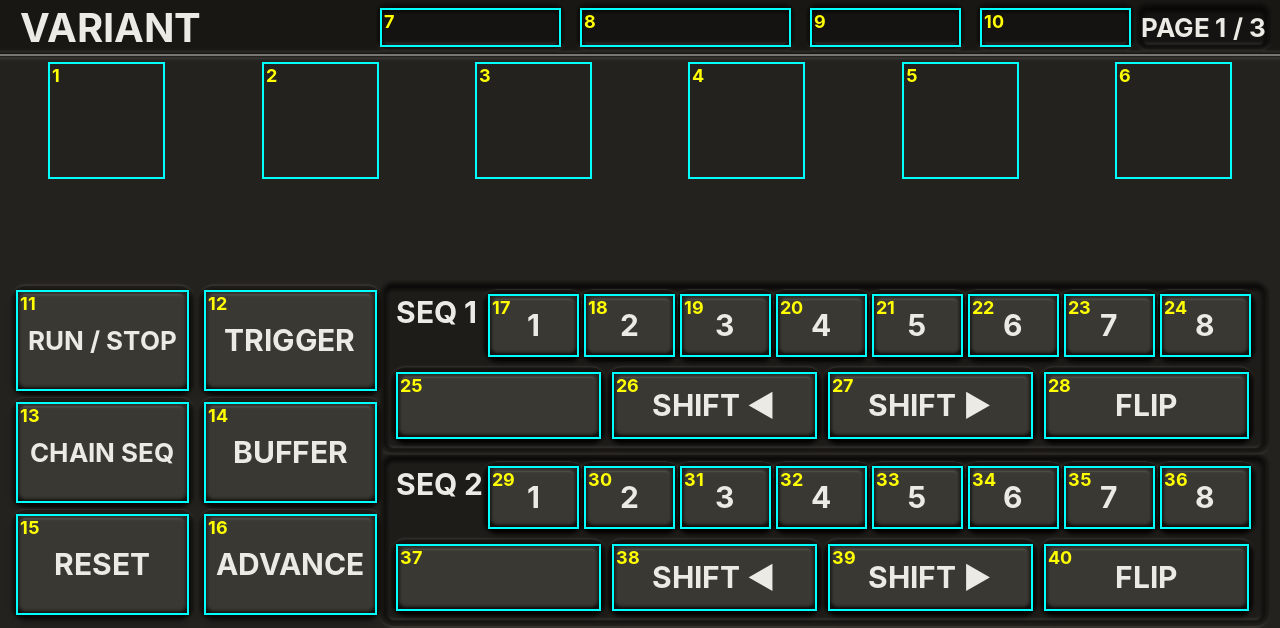 VARIANT 7 8 9 10 PAGE 1 / 3
1 2 3 4 5 6
11 RUN / STOP 12 TRIGGER
13 CHAIN SEQ 14 BUFFER
15 RESET 16 ADVANCE
SEQ 1 17 1 18 2 19 3 20 4 21 5 22 6 23 7 24 8
25 26 SHIFT ◀ 27 SHIFT ▶ 28 FLIP
SEQ 2 29 1 30 2 31 3 32 4 33 5 34 6 35 7 36 8
37 38 SHIFT ◀ 39 SHIFT ▶ 40 FLIP